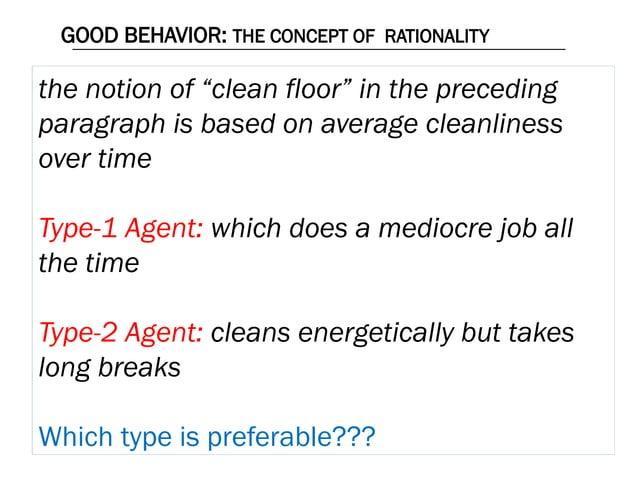 GOOD BEHAVIOR: THE CONCEPT OF RATIONALITY
the notion of “clean floor” in the preceding
paragraph is based on average cleanliness
over time
Type-1 Agent: which does a mediocre job all
the time
Type-2 Agent: cleans energetically but takes
long breaks
Which type is preferable???